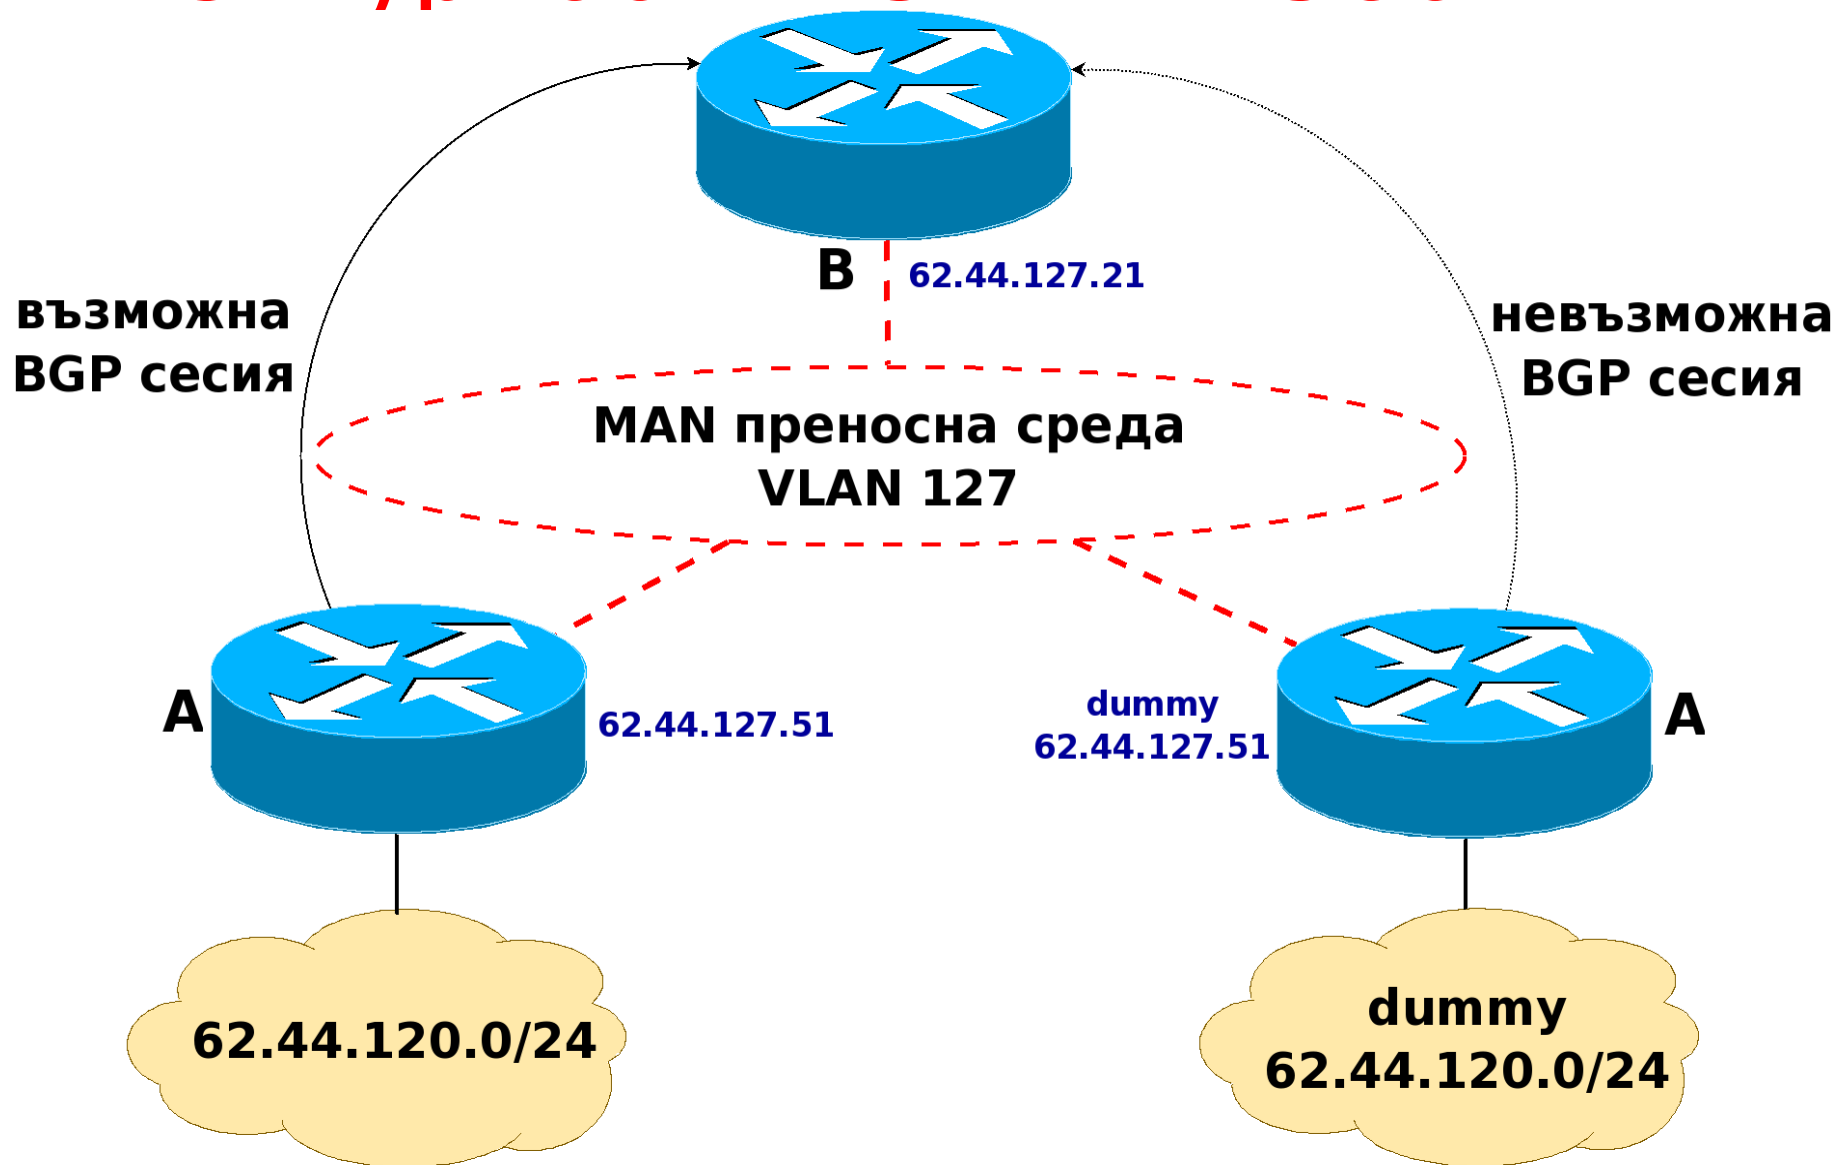 B
62.44.127.21
възможна
BGP сесия
невъзможна
BGP сесия
MAN преносна среда
VLAN 127
A
62.44.127.51
dummy
62.44.127.51
A
62.44.120.0/24
dummy
62.44.120.0/24